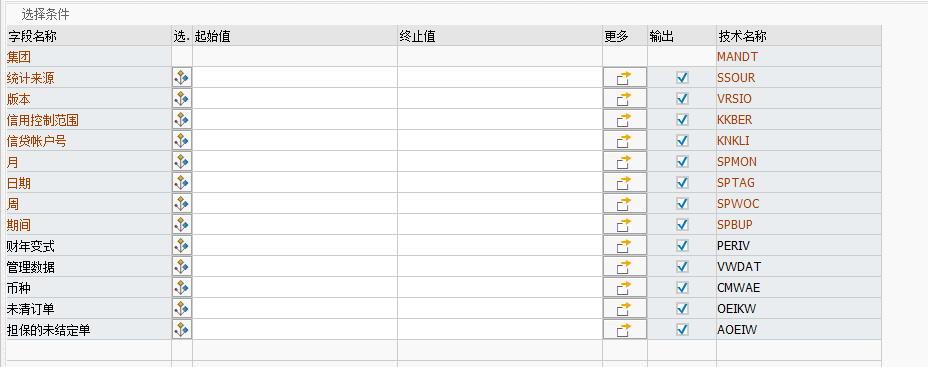 选择条件
字段名称 选. 起始值 终止值 更多 输出 技术名称
集团 MANDT
统计来源 SSOUR
版本 VRSIO
信用控制范围 KKBER
信贷帐户号 KNKLI
月 SPMON
日期 SPTAG
周 SPWOC
期间 SPBUP
财年变式 PERIV
管理数据 VWDAT
币种 CMWAE
未清订单 OEIKW
担保的未结定单 AOEIW